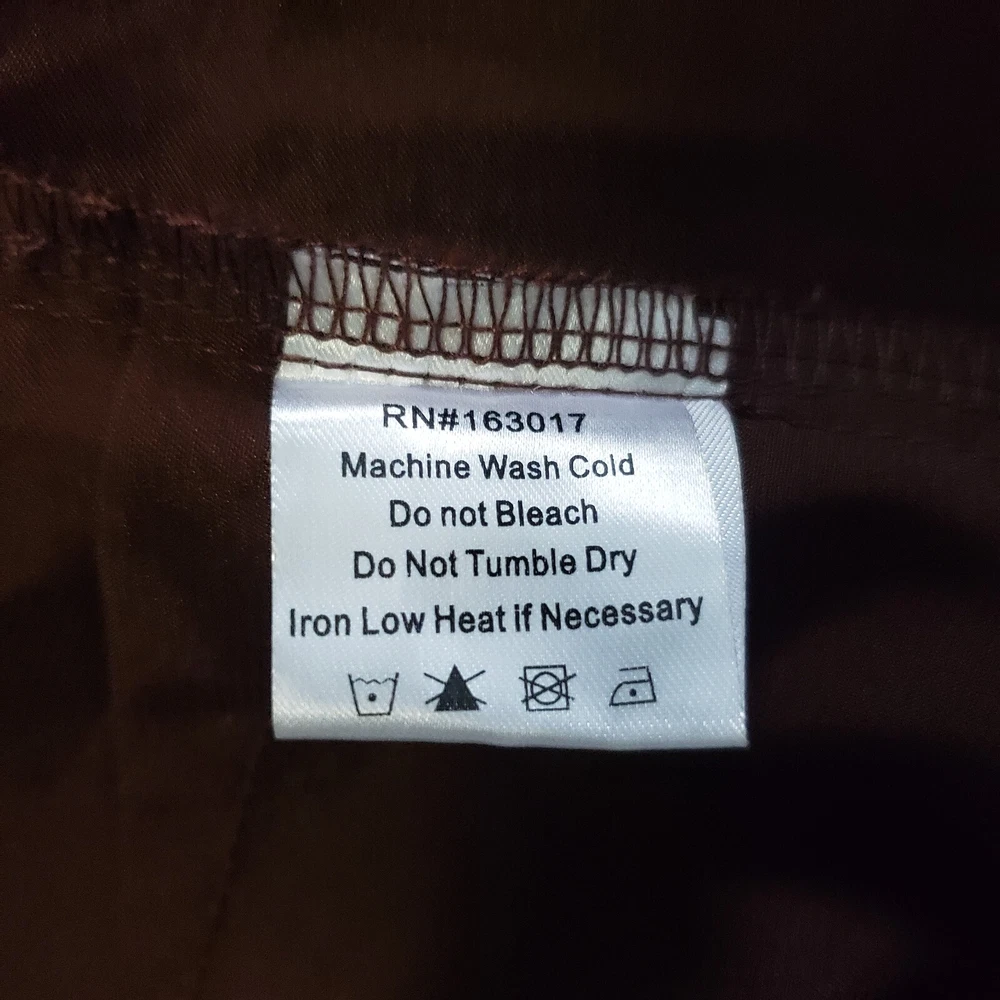 RN#163017
Machine Wash Cold
Do not Bleach
Do Not Tumble Dry
Iron Low Heat if Necessary